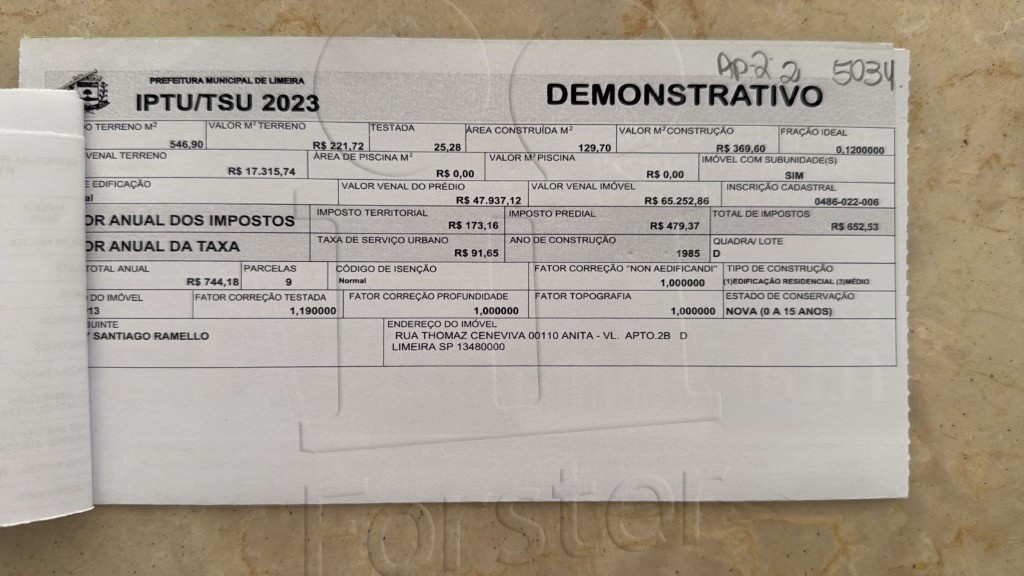 AP-2 2 5034
PREFEITURA MUNICIPAL DE LIMEIRA
IPTU/TSU 2023
DEMONSTRATIVO
O TERRENO M² VALOR M² TERRENO TESTADA ÁREA CONSTRUÍDA M² VALOR M² CONSTRUÇÃO FRAÇÃO IDEAL
546,90 R$ 221,72 25,28 129,70 R$ 369,60 0,1200000
VENAL TERRENO ÁREA DE PISCINA M² VALOR M² PISCINA IMÓVEL COM SUBUNIDADE(S)
R$ 17.315,74 R$ 0,00 R$ 0,00 SIM
E EDIFICAÇÃO VALOR VENAL DO PRÉDIO VALOR VENAL IMÓVEL INSCRIÇÃO CADASTRAL
al R$ 47.937,12 R$ 65.252,86 0486-022-006
OR ANUAL DOS IMPOSTOS IMPOSTO TERRITORIAL IMPOSTO PREDIAL TOTAL DE IMPOSTOS
R$ 173,16 R$ 479,37 R$ 652,53
OR ANUAL DA TAXA TAXA DE SERVIÇO URBANO ANO DE CONSTRUÇÃO QUADRA/ LOTE
R$ 91,65 1985 D
TOTAL ANUAL PARCELAS CÓDIGO DE ISENÇÃO FATOR CORREÇÃO "NON AEDIFICANDI" TIPO DE CONSTRUÇÃO
R$ 744,18 9 Normal 1,000000 (1)EDIFICAÇÃO RESIDENCIAL (3)MÉDIO
DO IMÓVEL FATOR CORREÇÃO TESTADA FATOR CORREÇÃO PROFUNDIDADE FATOR TOPOGRAFIA ESTADO DE CONSERVAÇÃO
13 1,190000 1,000000 1,000000 NOVA (0 A 15 ANOS)
BUINTE ENDEREÇO DO IMÓVEL
Y SANTIAGO RAMELLO RUA THOMAZ CENEVIVA 00110 ANITA - VL. APTO.2B D
LIMEIRA SP 13480000
Forster